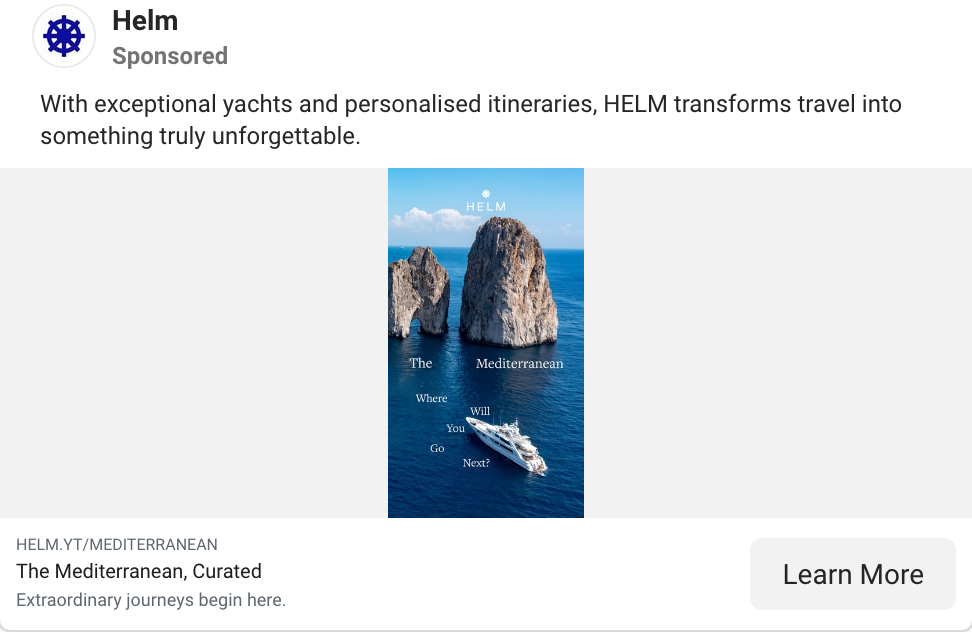 Helm
Sponsored
With exceptional yachts and personalised itineraries, HELM transforms travel into
something truly unforgettable.
HELM
The Mediterranean
Where
Will
You
Go
Next?
HELM.YT/MEDITERRANEAN
The Mediterranean, Curated
Extraordinary journeys begin here.
Learn More